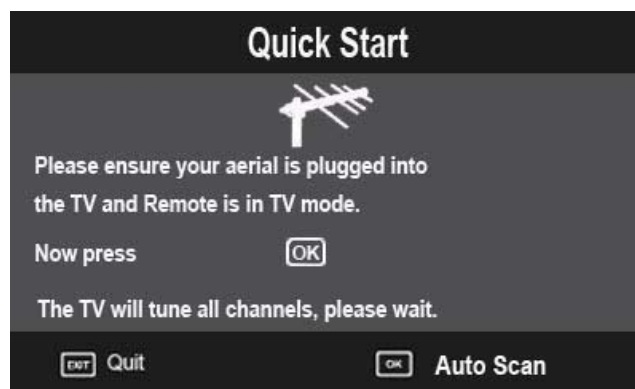 Quick Start
Please ensure your aerial is plugged into
the TV and Remote is in TV mode.
Now press OK
The TV will tune all channels, please wait.
EXIT Quit OK Auto Scan